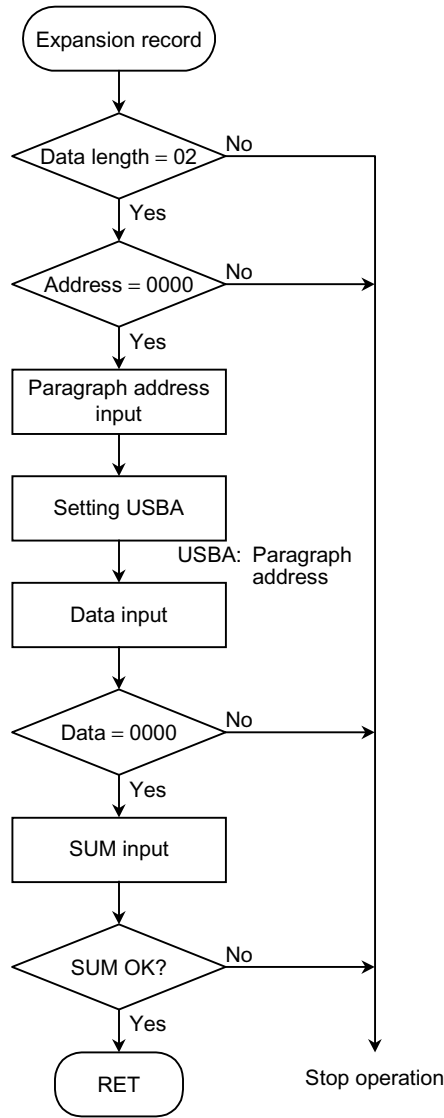 Expansion record
Data length = 02
No
Yes
Address = 0000
No
Yes
Paragraph address
input
Setting USBA
USBA: Paragraph
address
Data input
Data = 0000
No
Yes
SUM input
SUM OK?
No
Yes
RET
Stop operation